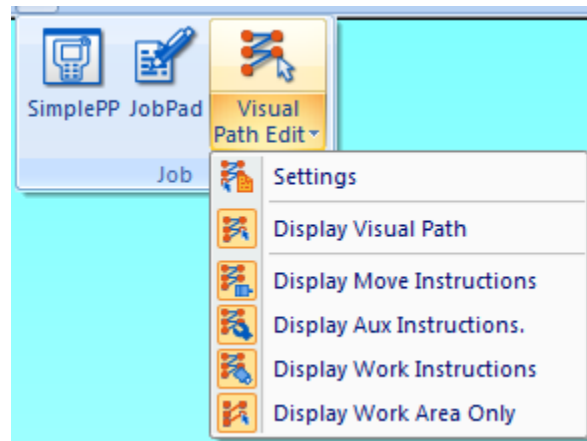 SimplePP JobPad Visual
Path Edit
Job
Settings
Display Visual Path
Display Move Instructions
Display Aux Instructions.
Display Work Instructions
Display Work Area Only